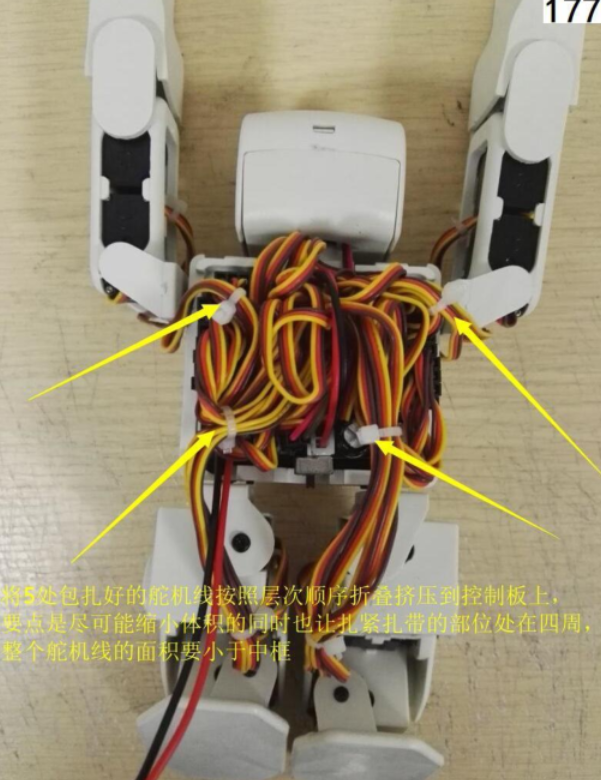 177
将5处包扎好的舵机线按照层次顺序折叠挤压到控制板上，
要点是尽可能缩小体积的同时也让扎紧扎带的部位处在四周，
整个舵机线的面积要小于中框